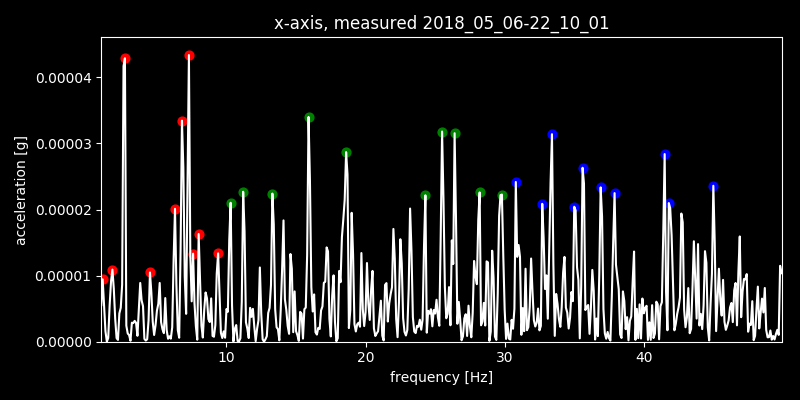 x-axis, measured 2018_05_06-22_10_01
acceleration [g]
0.00004
0.00003
0.00002
0.00001
0.00000
10 20 30 40
frequency [Hz]